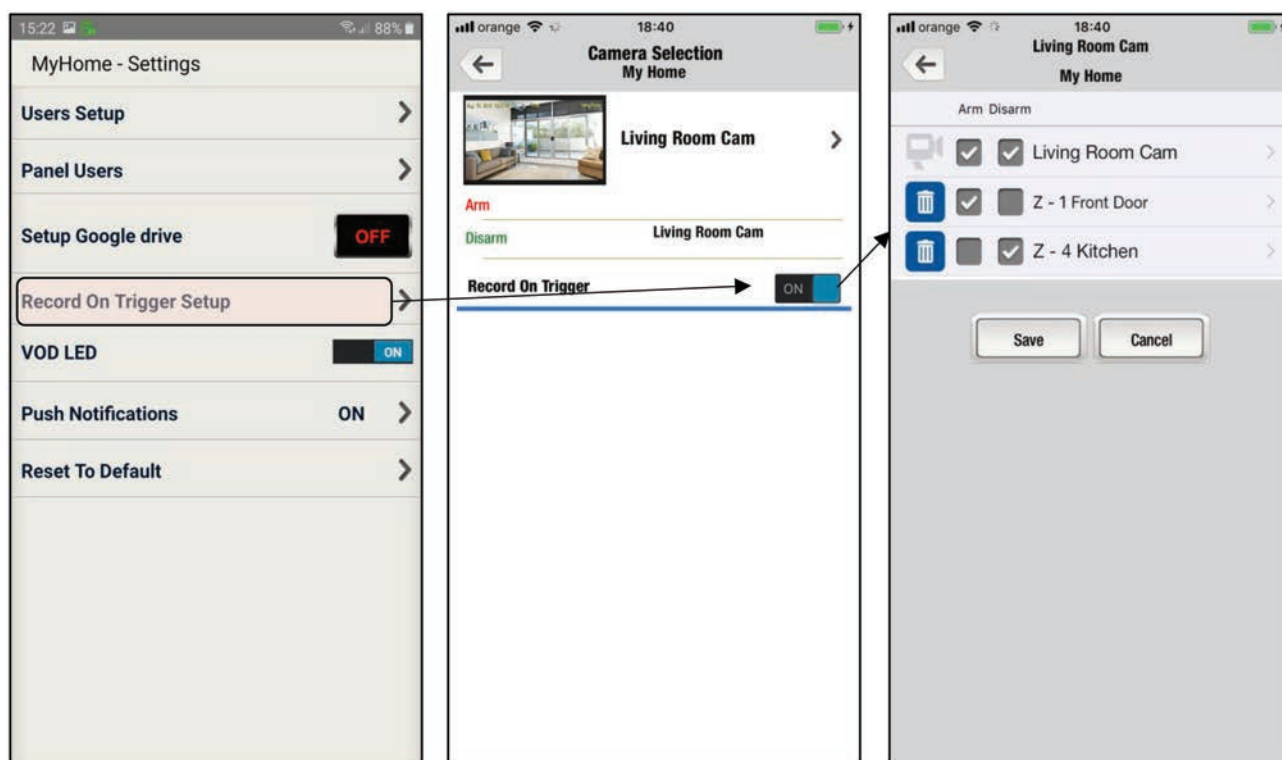 15:22 88%
MyHome - Settings
Users Setup
Panel Users
Setup Google drive OFF
Record On Trigger Setup
VOD LED ON
Push Notifications ON
Reset To Default
orange 18:40
Camera Selection
My Home
Living Room Cam
Arm
Disarm Living Room Cam
Record On Trigger ON
orange 18:40
Living Room Cam
My Home
Arm Disarm
Living Room Cam
Z - 1 Front Door
Z - 4 Kitchen
Save Cancel